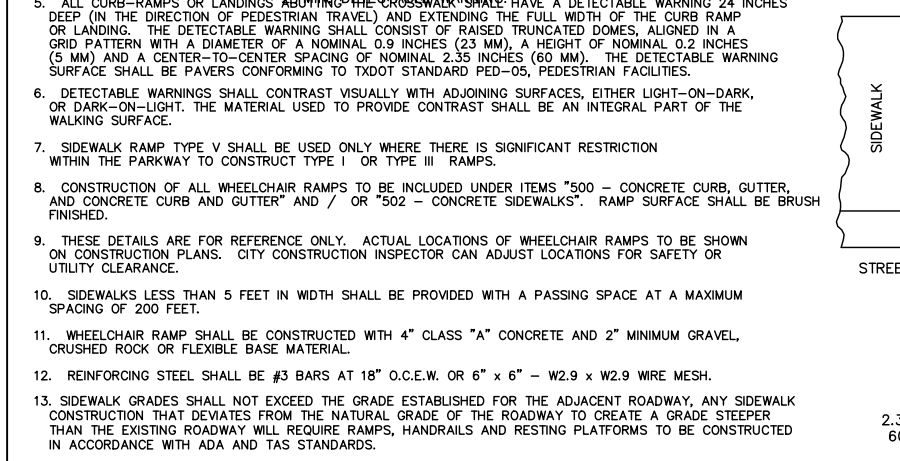 5. ALL CURB-RAMPS OR LANDINGS ABUTTING THE CROSSWALK SHALL HAVE A DETECTABLE WARNING 24 INCHES
DEEP (IN THE DIRECTION OF PEDESTRIAN TRAVEL) AND EXTENDING THE FULL WIDTH OF THE CURB RAMP
OR LANDING. THE DETECTABLE WARNING SHALL CONSIST OF RAISED TRUNCATED DOMES, ALIGNED IN A
GRID PATTERN WITH A DIAMETER OF A NOMINAL 0.9 INCHES (23 MM), A HEIGHT OF NOMINAL 0.2 INCHES
(5 MM) AND A CENTER-TO-CENTER SPACING OF NOMINAL 2.35 INCHES (60 MM). THE DETECTABLE WARNING
SURFACE SHALL BE PAVERS CONFORMING TO TXDOT STANDARD PED-05, PEDESTRIAN FACILITIES.
6. DETECTABLE WARNINGS SHALL CONTRAST VISUALLY WITH ADJOINING SURFACES, EITHER LIGHT-ON-DARK,
OR DARK-ON-LIGHT. THE MATERIAL USED TO PROVIDE CONTRAST SHALL BE AN INTEGRAL PART OF THE
WALKING SURFACE.
7. SIDEWALK RAMP TYPE V SHALL BE USED ONLY WHERE THERE IS SIGNIFICANT RESTRICTION
WITHIN THE PARKWAY TO CONSTRUCT TYPE I OR TYPE III RAMPS.
8. CONSTRUCTION OF ALL WHEELCHAIR RAMPS TO BE INCLUDED UNDER ITEMS "500 - CONCRETE CURB, GUTTER,
AND CONCRETE CURB AND GUTTER" AND / OR "502 - CONCRETE SIDEWALKS". RAMP SURFACE SHALL BE BRUSH
FINISHED.
9. THESE DETAILS ARE FOR REFERENCE ONLY. ACTUAL LOCATIONS OF WHEELCHAIR RAMPS TO BE SHOWN
ON CONSTRUCTION PLANS. CITY CONSTRUCTION INSPECTOR CAN ADJUST LOCATIONS FOR SAFETY OR
UTILITY CLEARANCE.
10. SIDEWALKS LESS THAN 5 FEET IN WIDTH SHALL BE PROVIDED WITH A PASSING SPACE AT A MAXIMUM
SPACING OF 200 FEET.
11. WHEELCHAIR RAMP SHALL BE CONSTRUCTED WITH 4" CLASS "A" CONCRETE AND 2" MINIMUM GRAVEL,
CRUSHED ROCK OR FLEXIBLE BASE MATERIAL.
12. REINFORCING STEEL SHALL BE #3 BARS AT 18" O.C.E.W. OR 6" x 6" - W2.9 x W2.9 WIRE MESH.
13. SIDEWALK GRADES SHALL NOT EXCEED THE GRADE ESTABLISHED FOR THE ADJACENT ROADWAY, ANY SIDEWALK
CONSTRUCTION THAT DEVIATES FROM THE NATURAL GRADE OF THE ROADWAY TO CREATE A GRADE STEEPER
THAN THE EXISTING ROADWAY WILL REQUIRE RAMPS, HANDRAILS AND RESTING PLATFORMS TO BE CONSTRUCTED
IN ACCORDANCE WITH ADA AND TAS STANDARDS.
SIDEWALK
STREE
2.3
60